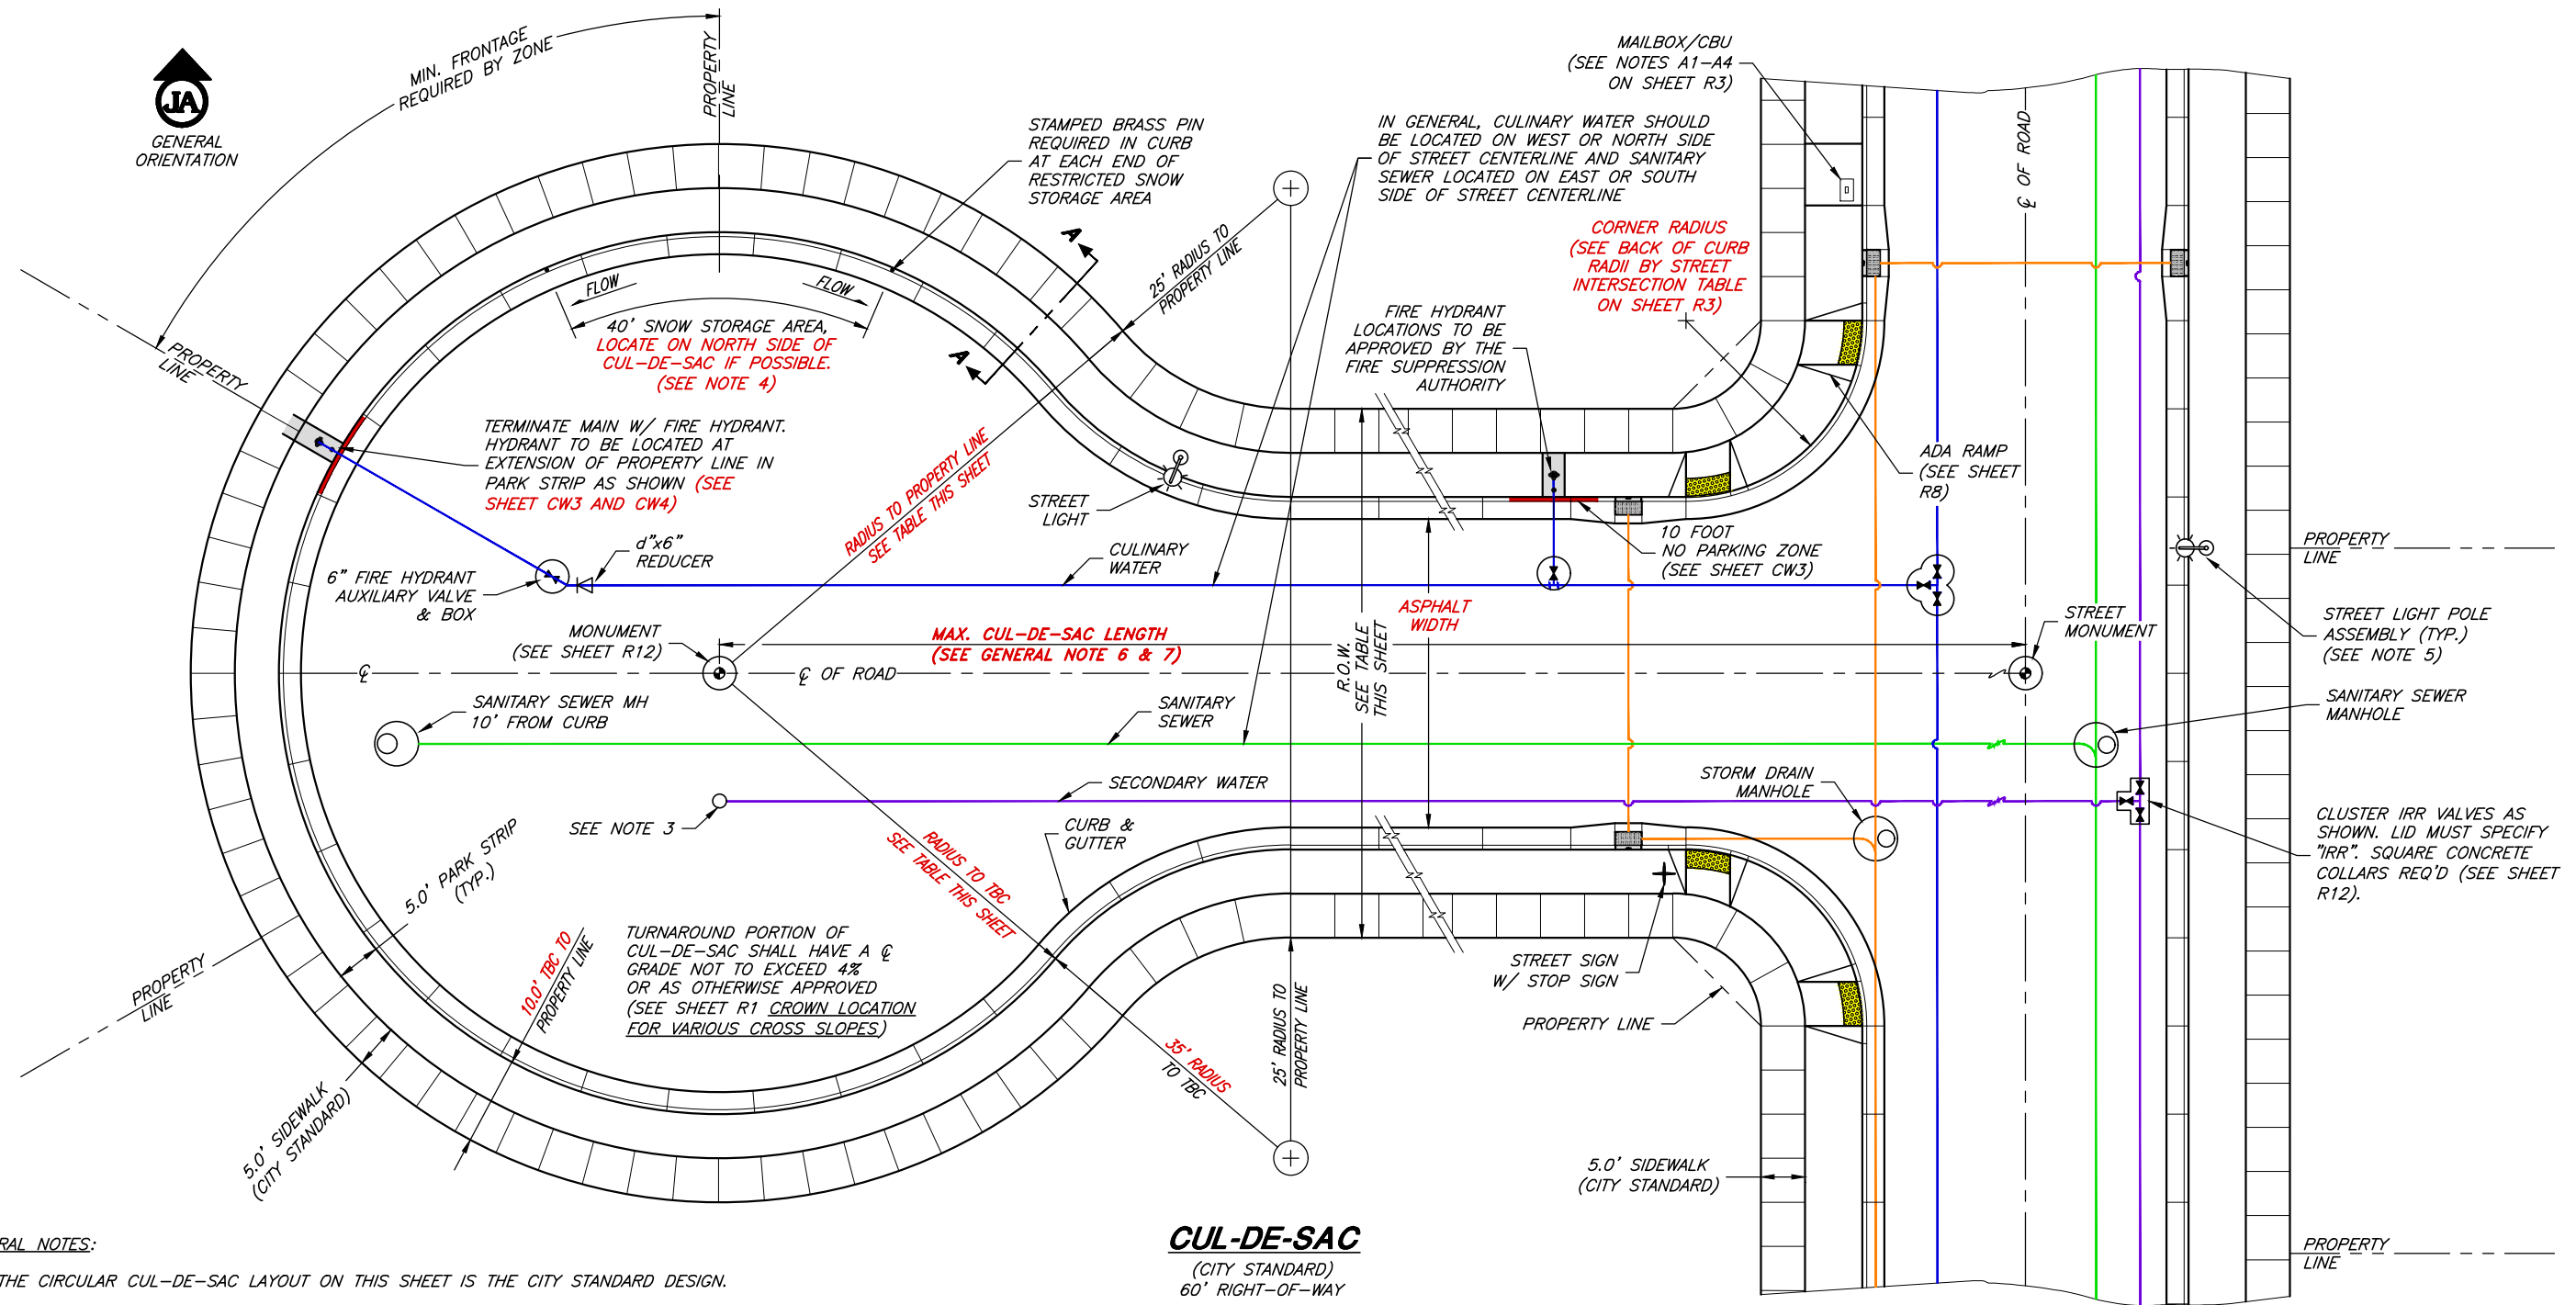 MIN. FRONTAGE
REQUIRED BY ZONE
PROPERTY
LINE
JA
GENERAL
ORIENTATION
STAMPED BRASS PIN
REQUIRED IN CURB
AT EACH END OF
RESTRICTED SNOW
STORAGE AREA
IN GENERAL, CULINARY WATER SHOULD
BE LOCATED ON WEST OR NORTH SIDE
OF STREET CENTERLINE AND SANITARY
SEWER LOCATED ON EAST OR SOUTH
SIDE OF STREET CENTERLINE
MAILBOX/CBU
(SEE NOTES A1-A4
ON SHEET R3)
℄ OF ROAD
CORNER RADIUS
(SEE BACK OF CURB
RADII BY STREET
INTERSECTION TABLE
ON SHEET R3)
A
A
25' RADIUS TO
PROPERTY LINE
FLOW
FLOW
40' SNOW STORAGE AREA,
LOCATE ON NORTH SIDE OF
CUL-DE-SAC IF POSSIBLE.
(SEE NOTE 4)
FIRE HYDRANT
LOCATIONS TO BE
APPROVED BY THE
FIRE SUPPRESSION
AUTHORITY
PROPERTY
LINE
TERMINATE MAIN W/ FIRE HYDRANT.
HYDRANT TO BE LOCATED AT
EXTENSION OF PROPERTY LINE IN
PARK STRIP AS SHOWN (SEE
SHEET CW3 AND CW4)
RADIUS TO PROPERTY LINE
SEE TABLE THIS SHEET
STREET
LIGHT
ADA RAMP
(SEE SHEET
R8)
10 FOOT
NO PARKING ZONE
(SEE SHEET CW3)
PROPERTY
LINE
d"x6"
REDUCER
CULINARY
WATER
6" FIRE HYDRANT
AUXILIARY VALVE
& BOX
ASPHALT
WIDTH
MONUMENT
(SEE SHEET R12)
MAX. CUL-DE-SAC LENGTH
(SEE GENERAL NOTE 6 & 7)
R.O.W.
SEE TABLE
THIS SHEET
STREET
MONUMENT
STREET LIGHT POLE
ASSEMBLY (TYP.)
(SEE NOTE 5)
℄
℄ OF ROAD
SANITARY SEWER MH
10' FROM CURB
SANITARY
SEWER
SANITARY SEWER
MANHOLE
SECONDARY WATER
STORM DRAIN
MANHOLE
SEE NOTE 3
CURB &
GUTTER
CLUSTER IRR VALVES AS
SHOWN. LID MUST SPECIFY
"IRR". SQUARE CONCRETE
COLLARS REQ'D (SEE SHEET
R12).
5.0' PARK STRIP
(TYP.)
RADIUS TO TBC
SEE TABLE THIS SHEET
PROPERTY
LINE
10.0' TBC TO
PROPERTY LINE
TURNAROUND PORTION OF
CUL-DE-SAC SHALL HAVE A ℄
GRADE NOT TO EXCEED 4%
OR AS OTHERWISE APPROVED
(SEE SHEET R1 CROWN LOCATION
FOR VARIOUS CROSS SLOPES)
STREET SIGN
W/ STOP SIGN
PROPERTY LINE
35' RADIUS
TO TBC
25' RADIUS TO
PROPERTY LINE
5.0' SIDEWALK
(CITY STANDARD)
5.0' SIDEWALK
(CITY STANDARD)
PROPERTY
LINE
RAL NOTES:
THE CIRCULAR CUL-DE-SAC LAYOUT ON THIS SHEET IS THE CITY STANDARD DESIGN.
CUL-DE-SAC
(CITY STANDARD)
60' RIGHT-OF-WAY